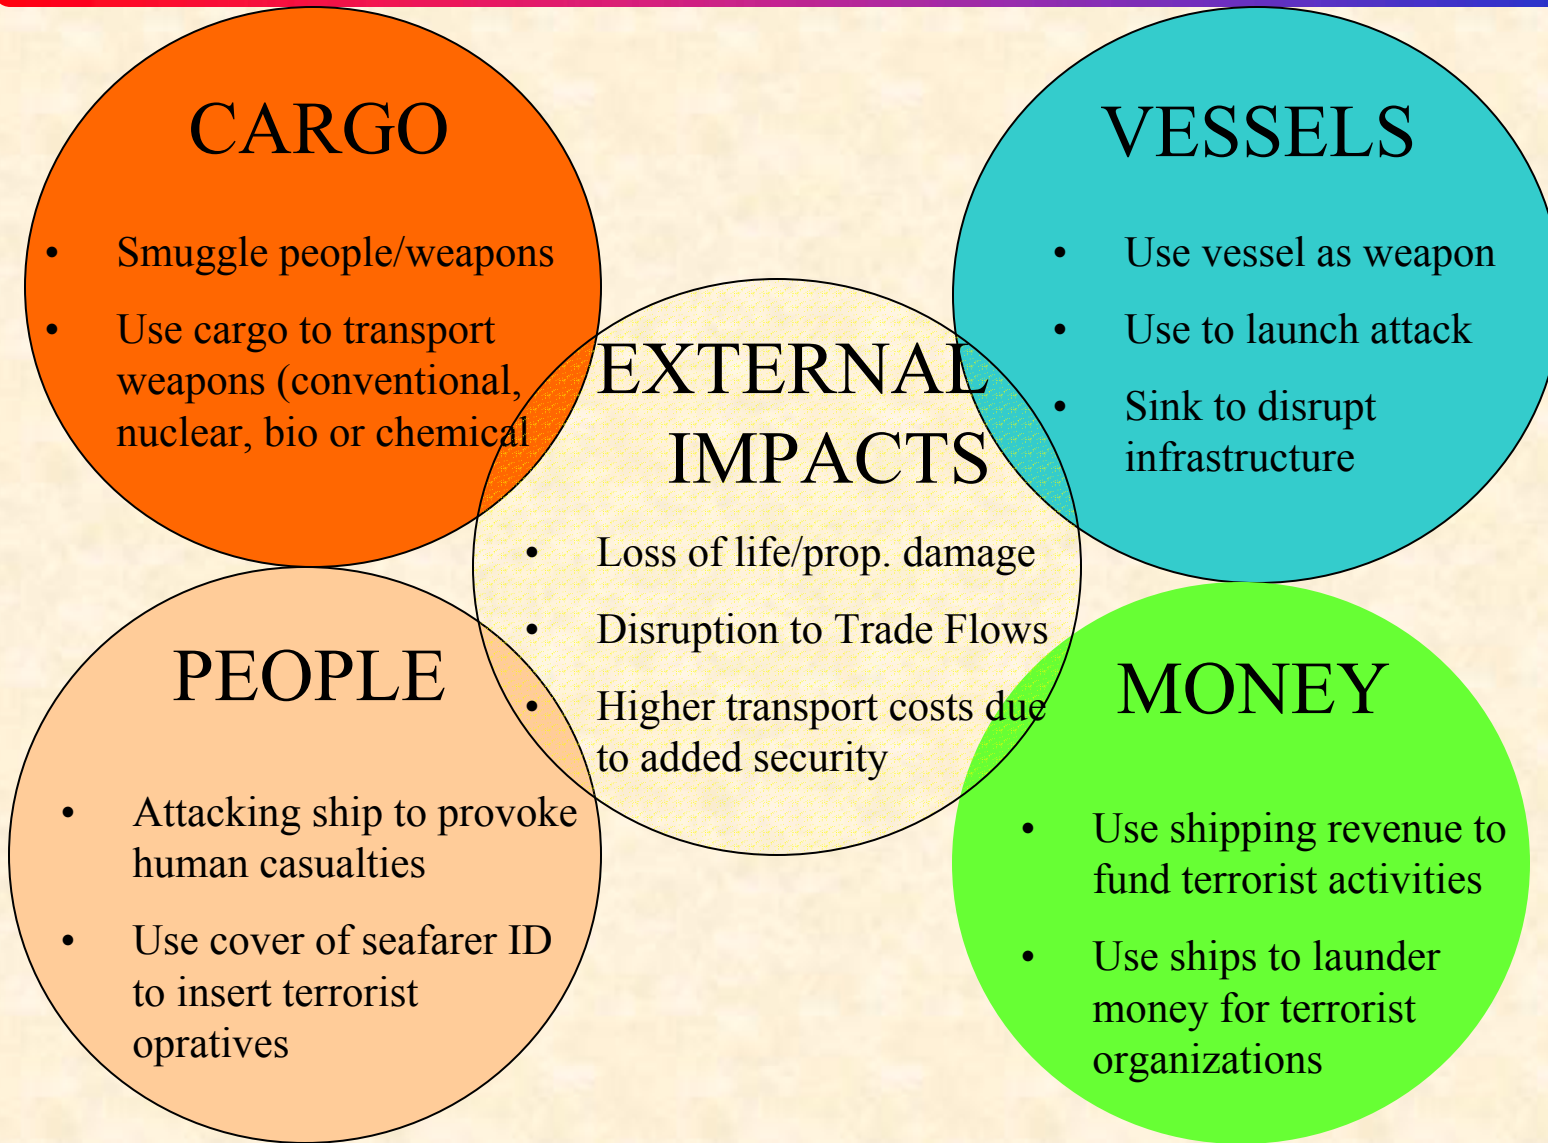 CARGO
• Smuggle people/weapons
• Use cargo to transport
weapons (conventional,
nuclear, bio or chemical
VESSELS
• Use vessel as weapon
• Use to launch attack
• Sink to disrupt
infrastructure
EXTERNAL
IMPACTS
• Loss of life/prop. damage
• Disruption to Trade Flows
• Higher transport costs due
to added security
PEOPLE
• Attacking ship to provoke
human casualties
• Use cover of seafarer ID
to insert terrorist
opratives
MONEY
• Use shipping revenue to
fund terrorist activities
• Use ships to launder
money for terrorist
organizations